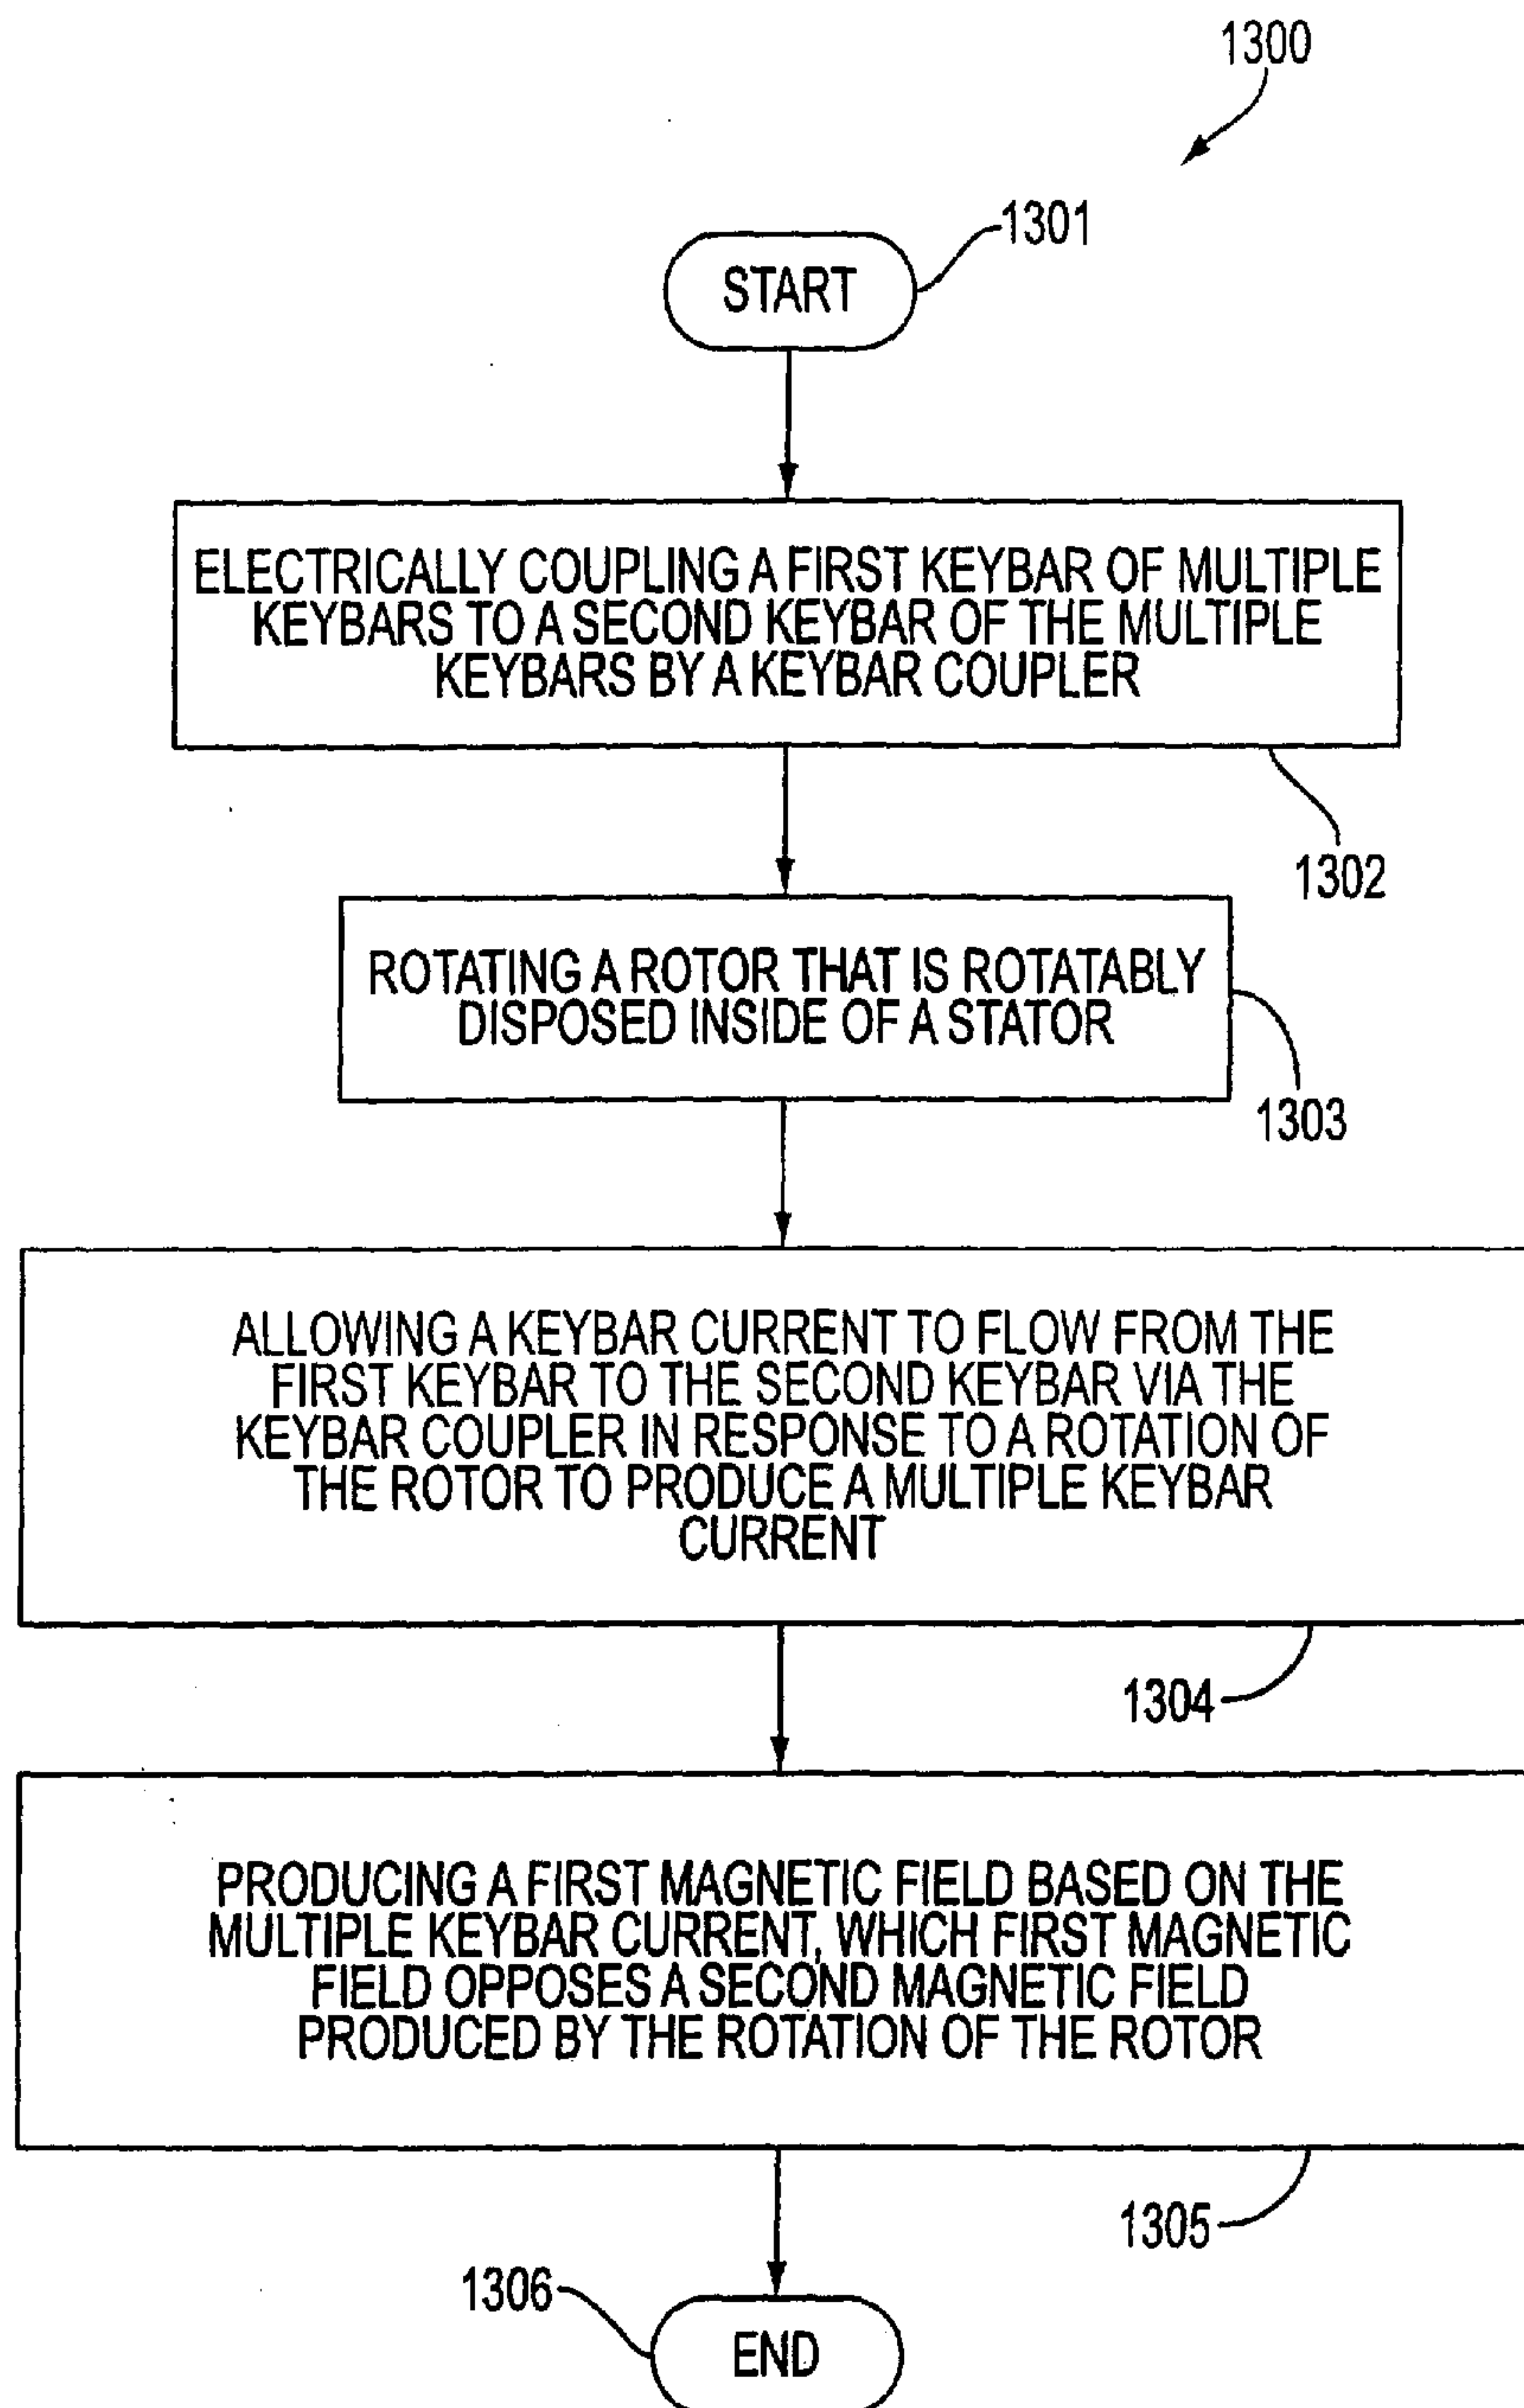 1300
1301
START
ELECTRICALLY COUPLING A FIRST KEYBAR OF MULTIPLE
KEYBARS TO A SECOND KEYBAR OF THE MULTIPLE
KEYBARS BY A KEYBAR COUPLER
1302
ROTATING A ROTOR THAT IS ROTATABLY
DISPOSED INSIDE OF A STATOR
1303
ALLOWING A KEYBAR CURRENT TO FLOW FROM THE
FIRST KEYBAR TO THE SECOND KEYBAR VIA THE
KEYBAR COUPLER IN RESPONSE TO A ROTATION OF
THE ROTOR TO PRODUCE A MULTIPLE KEYBAR
CURRENT
1304
PRODUCING A FIRST MAGNETIC FIELD BASED ON THE
MULTIPLE KEYBAR CURRENT, WHICH FIRST MAGNETIC
FIELD OPPOSES A SECOND MAGNETIC FIELD
PRODUCED BY THE ROTATION OF THE ROTOR
1305
1306
END